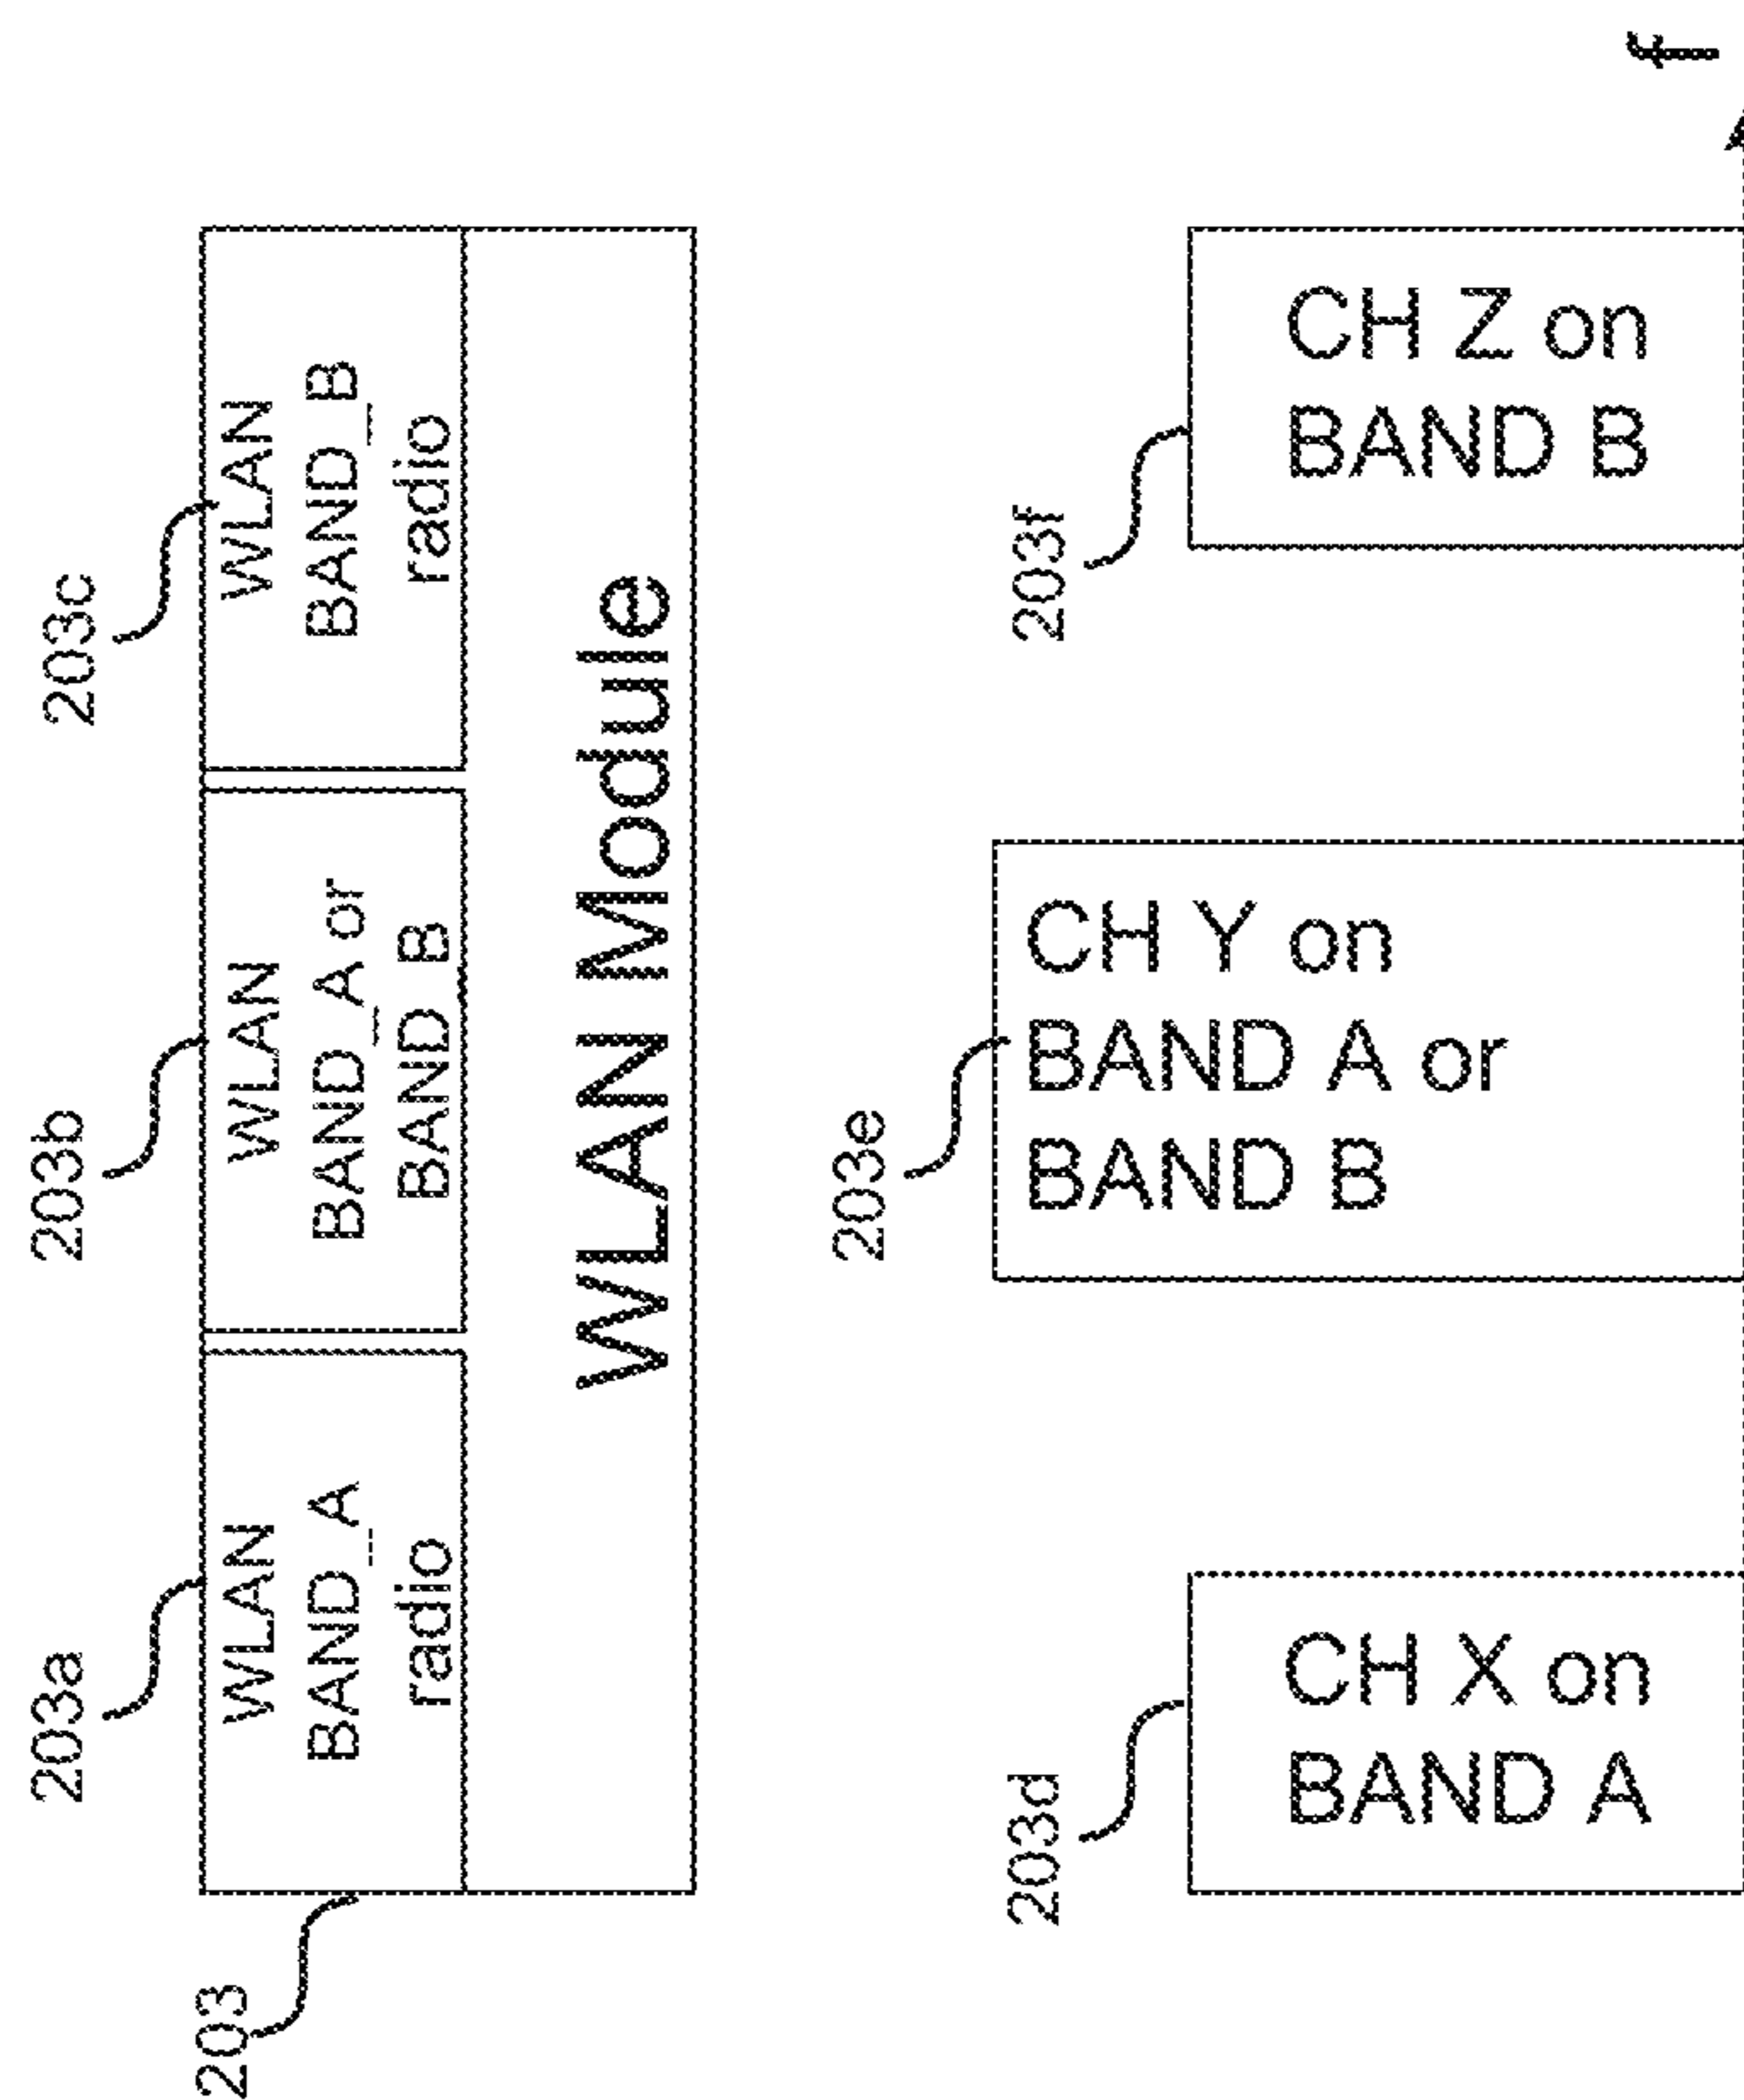 203a
203b
203c
203
WLAN
BAND_A
radio
WLAN
BAND_A or
BAND_B
WLAN
BAND_B
radio
WLAN Module
203d
203e
203f
CH X on
BAND A
CH Y on
BAND A or
BAND B
CH Z on
BAND B
f